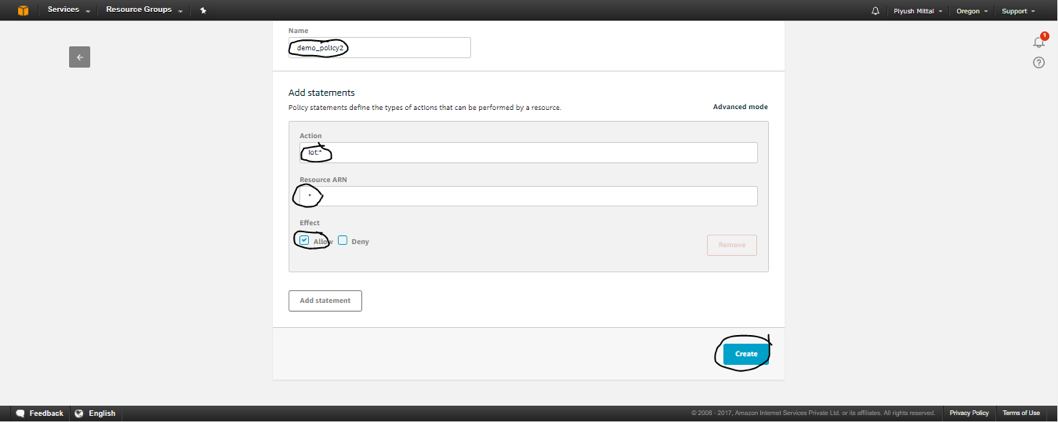 Services Resource Groups Piyush Mittal Oregon Support
1
Name
demo_policy2
Add statements
Policy statements define the types of actions that can be performed by a resource. Advanced mode
Action
iot:*
Resource ARN
*
Effect
Allow Deny Remove
Add statement
Create
Feedback English © 2008 - 2017, Amazon Internet Services Private Ltd. or its affiliates. All rights reserved. Privacy Policy Terms of Use